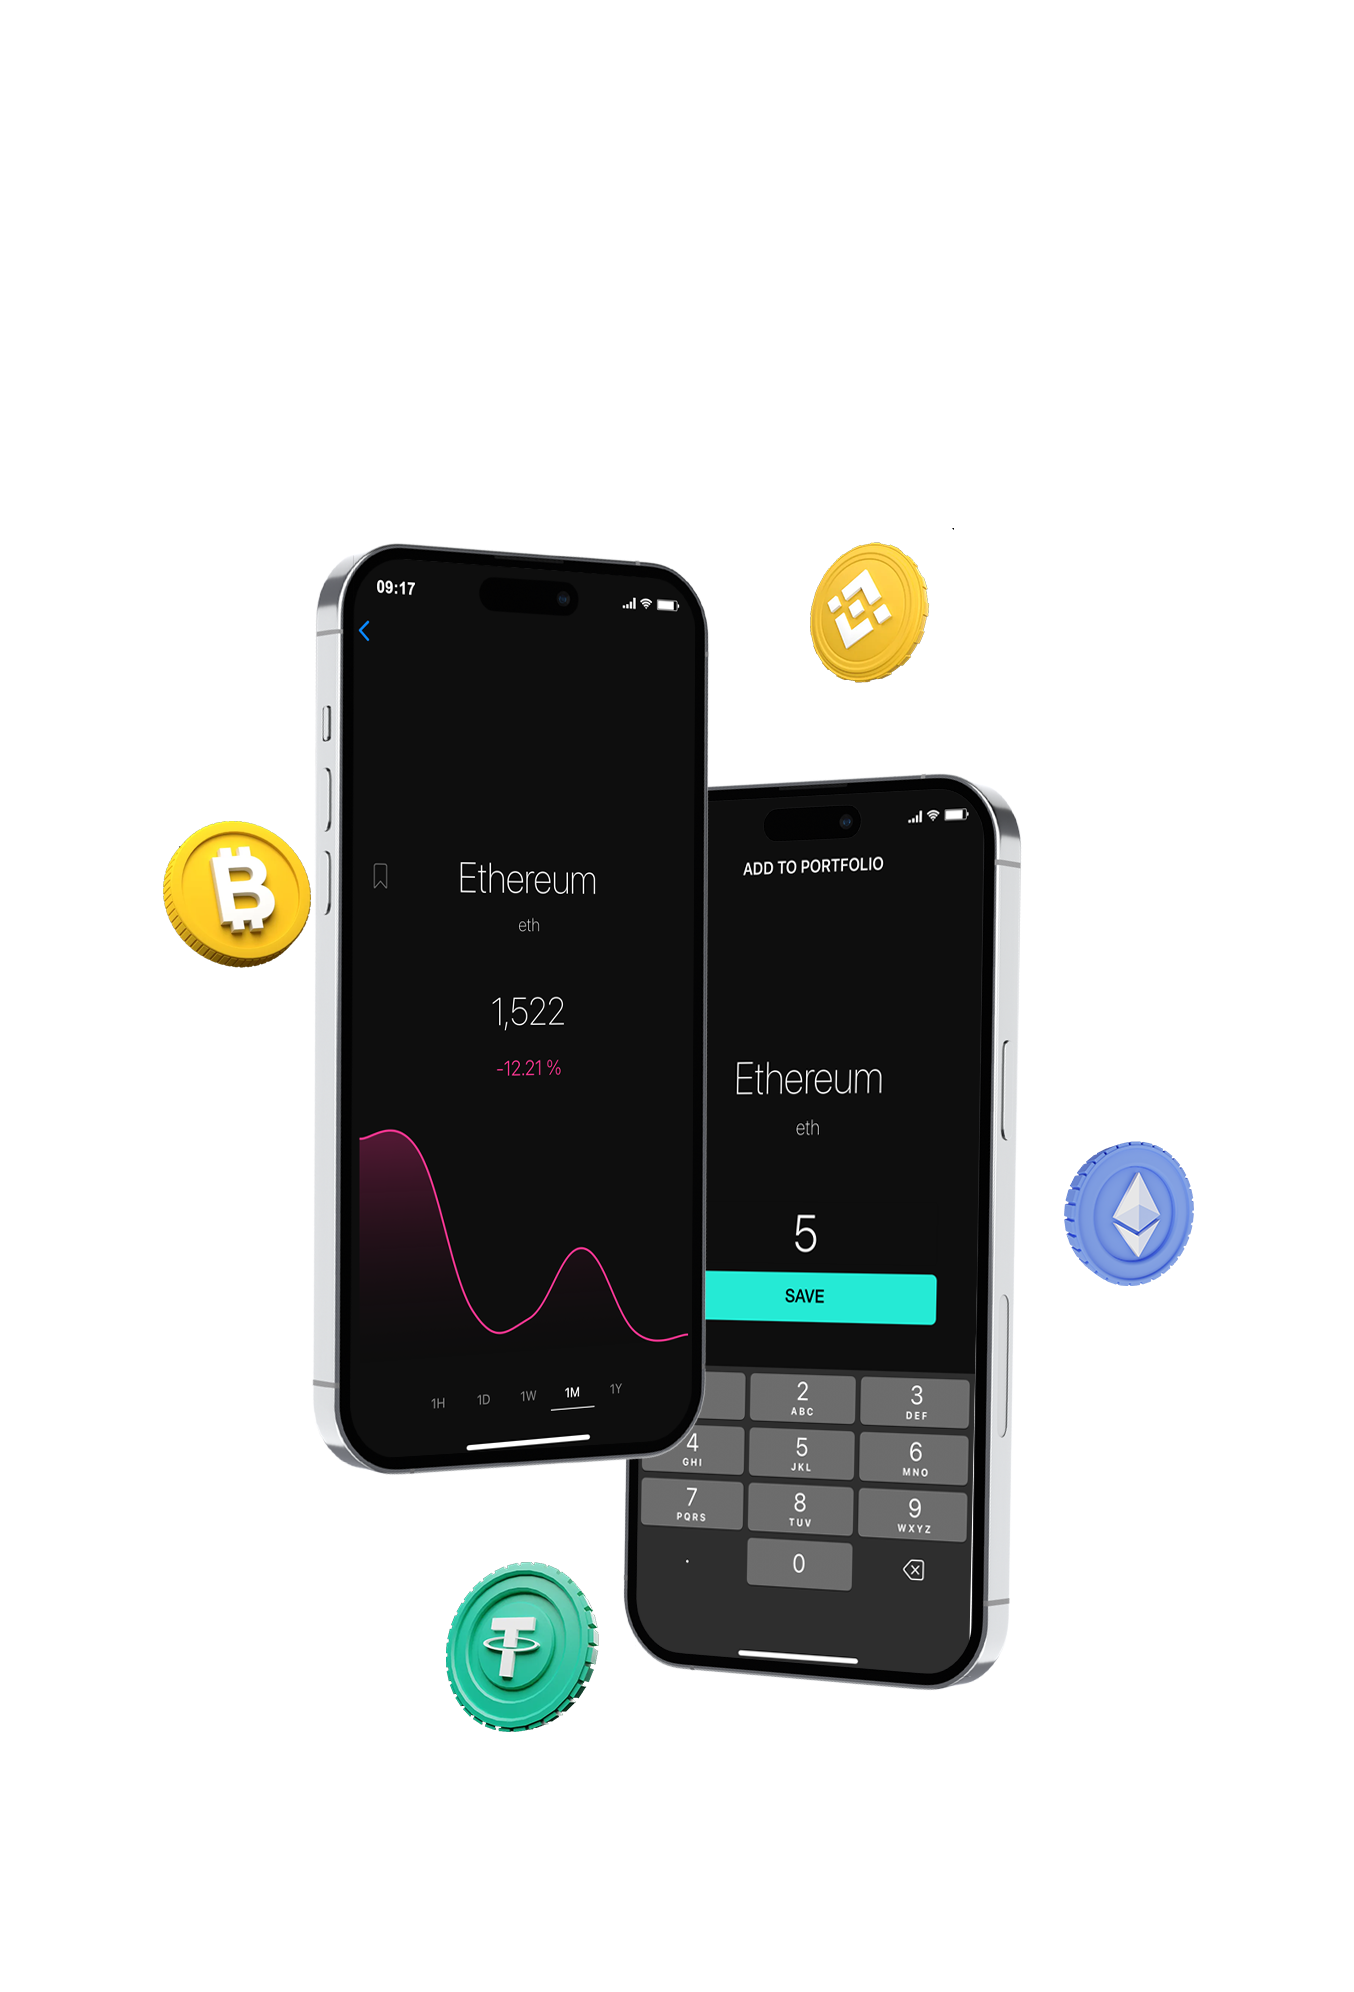 09:17
Ethereum
eth
1,522
-12.21 %
1H 1D 1W 1M 1Y
ADD TO PORTFOLIO
Ethereum
eth
5
SAVE
2 3
ABC DEF
4 5 6
GHI JKL MNO
7 8 9
PQRS TUV WXYZ
. 0